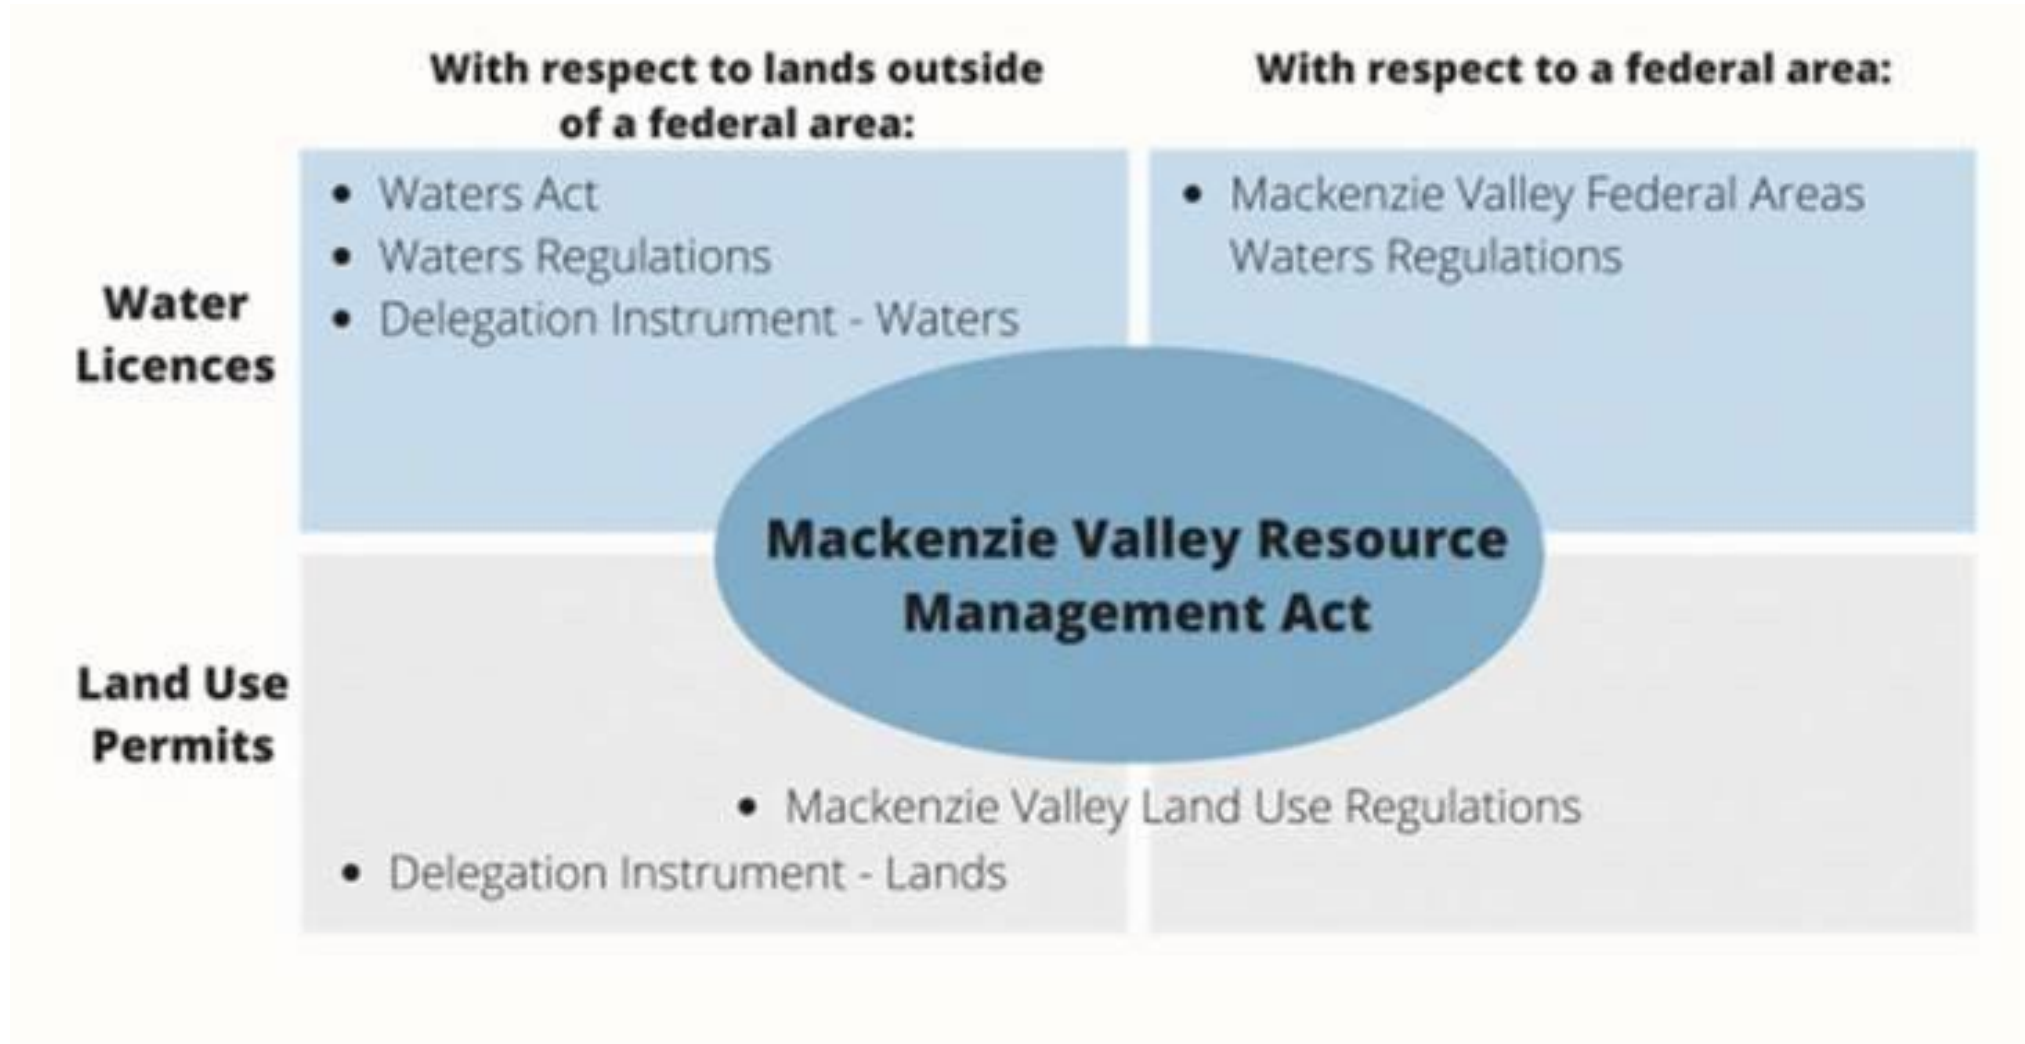 With respect to lands outside
of a federal area:
With respect to a federal area:
Water
Licences
• Waters Act
• Waters Regulations
• Delegation Instrument - Waters
• Mackenzie Valley Federal Areas
Waters Regulations
Mackenzie Valley Resource
Management Act
Land Use
Permits
• Mackenzie Valley Land Use Regulations
• Delegation Instrument - Lands